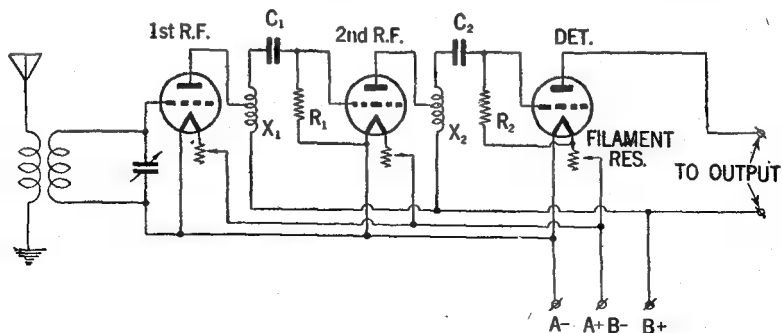 1st R.F.
C1
2nd R.F.
C2
DET.
X1
R1
X2
R2
FILAMENT
RES.
TO OUTPUT
A- A+ B- B+